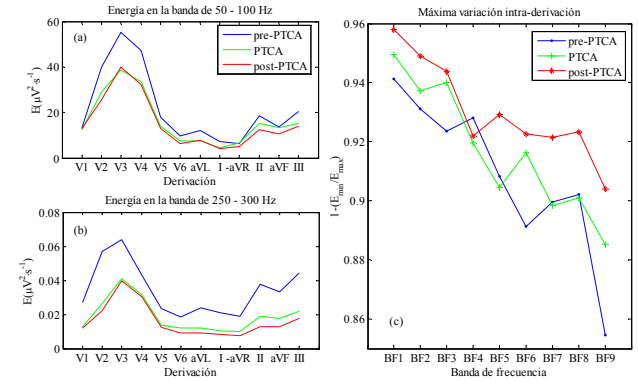 Energía en la banda de 50 - 100 Hz
(a)
pre-PTCA
PTCA
post-PTCA
E(μV²·s⁻¹)
60
40
20
0
V1 V2 V3 V4 V5 V6 aVL I -aVR II aVF III
Derivación
Energía en la banda de 250 - 300 Hz
(b)
E(μV²·s⁻¹)
0.08
0.06
0.04
0.02
0
V1 V2 V3 V4 V5 V6 aVL I -aVR II aVF III
Derivación
Máxima variación intra-derivación
pre-PTCA
PTCA
post-PTCA
1-(Emin/Emax)
0.96
0.94
0.92
0.9
0.88
0.86
(c)
BF1 BF2 BF3 BF4 BF5 BF6 BF7 BF8 BF9
Banda de frecuencia